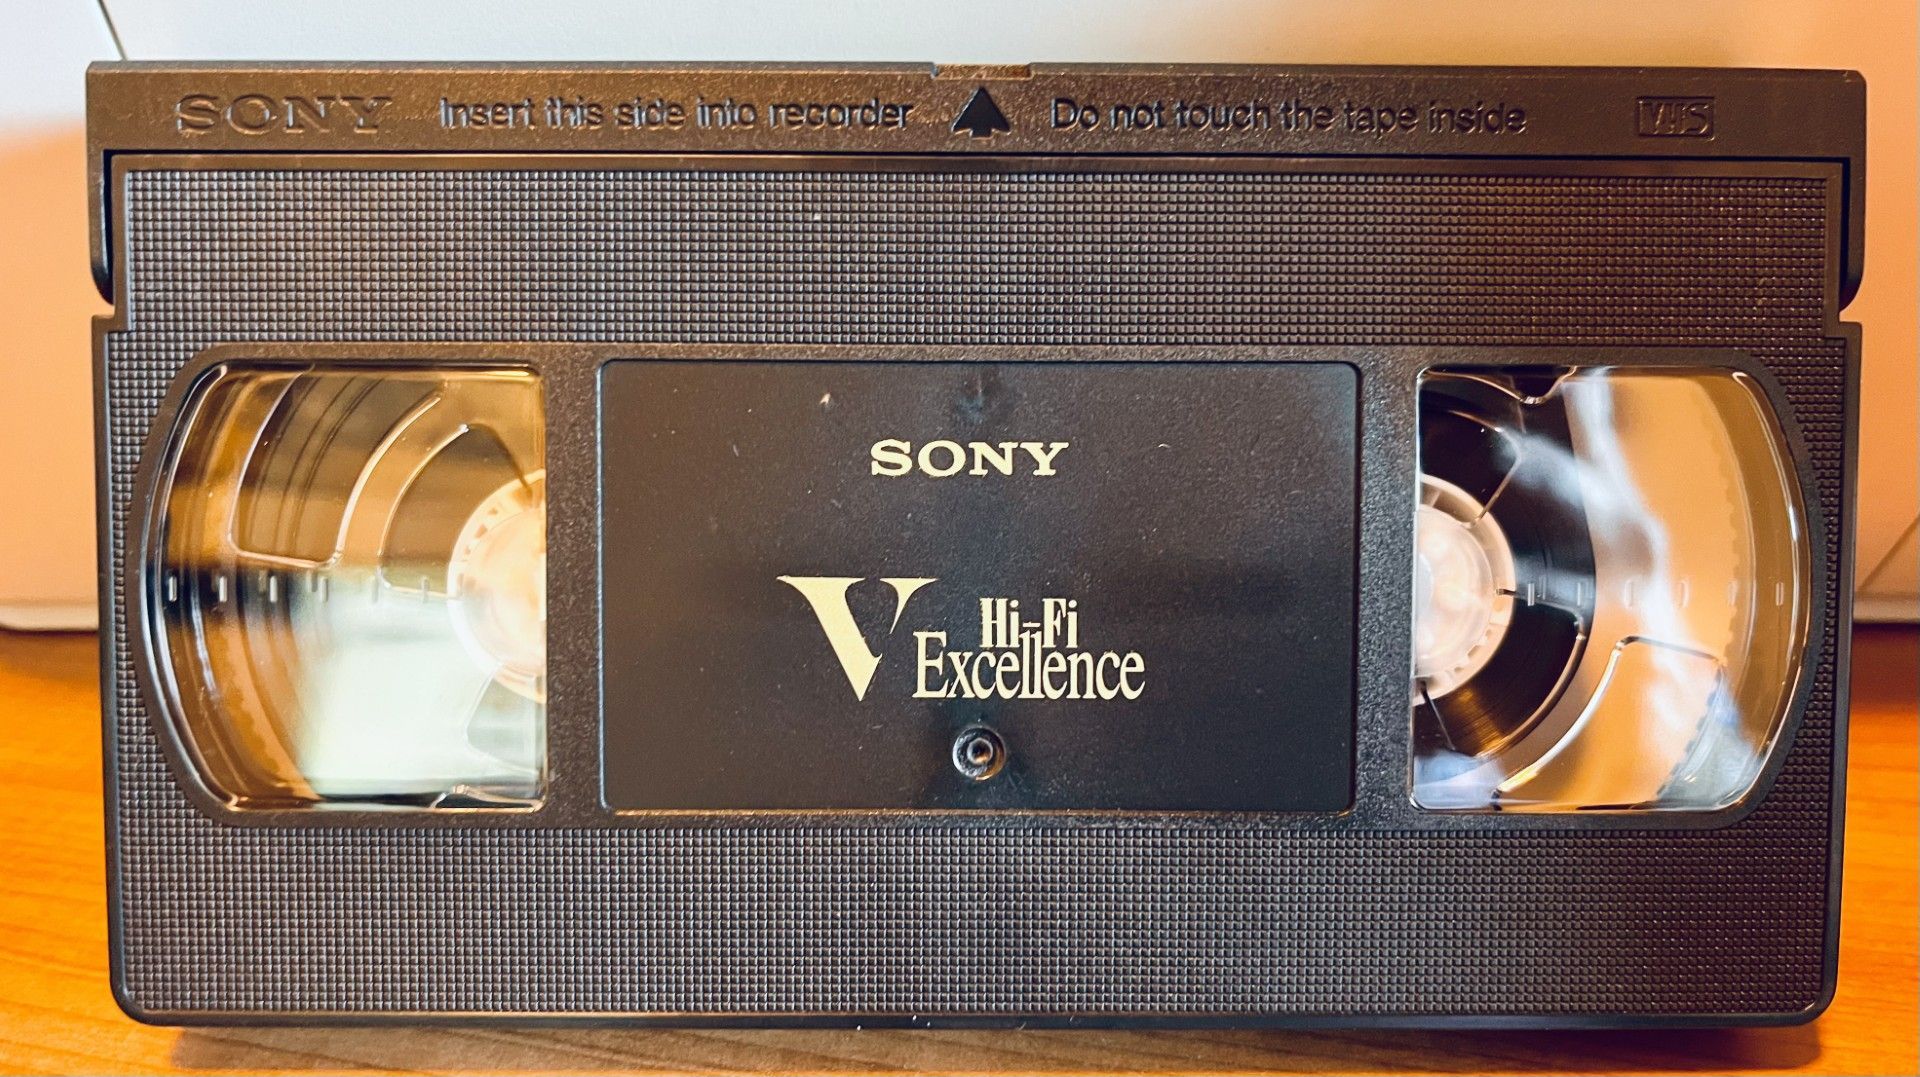 SONY Insert this side into recorder Do not touch the tape inside VHS
SONY
V Hi-Fi
Excellence